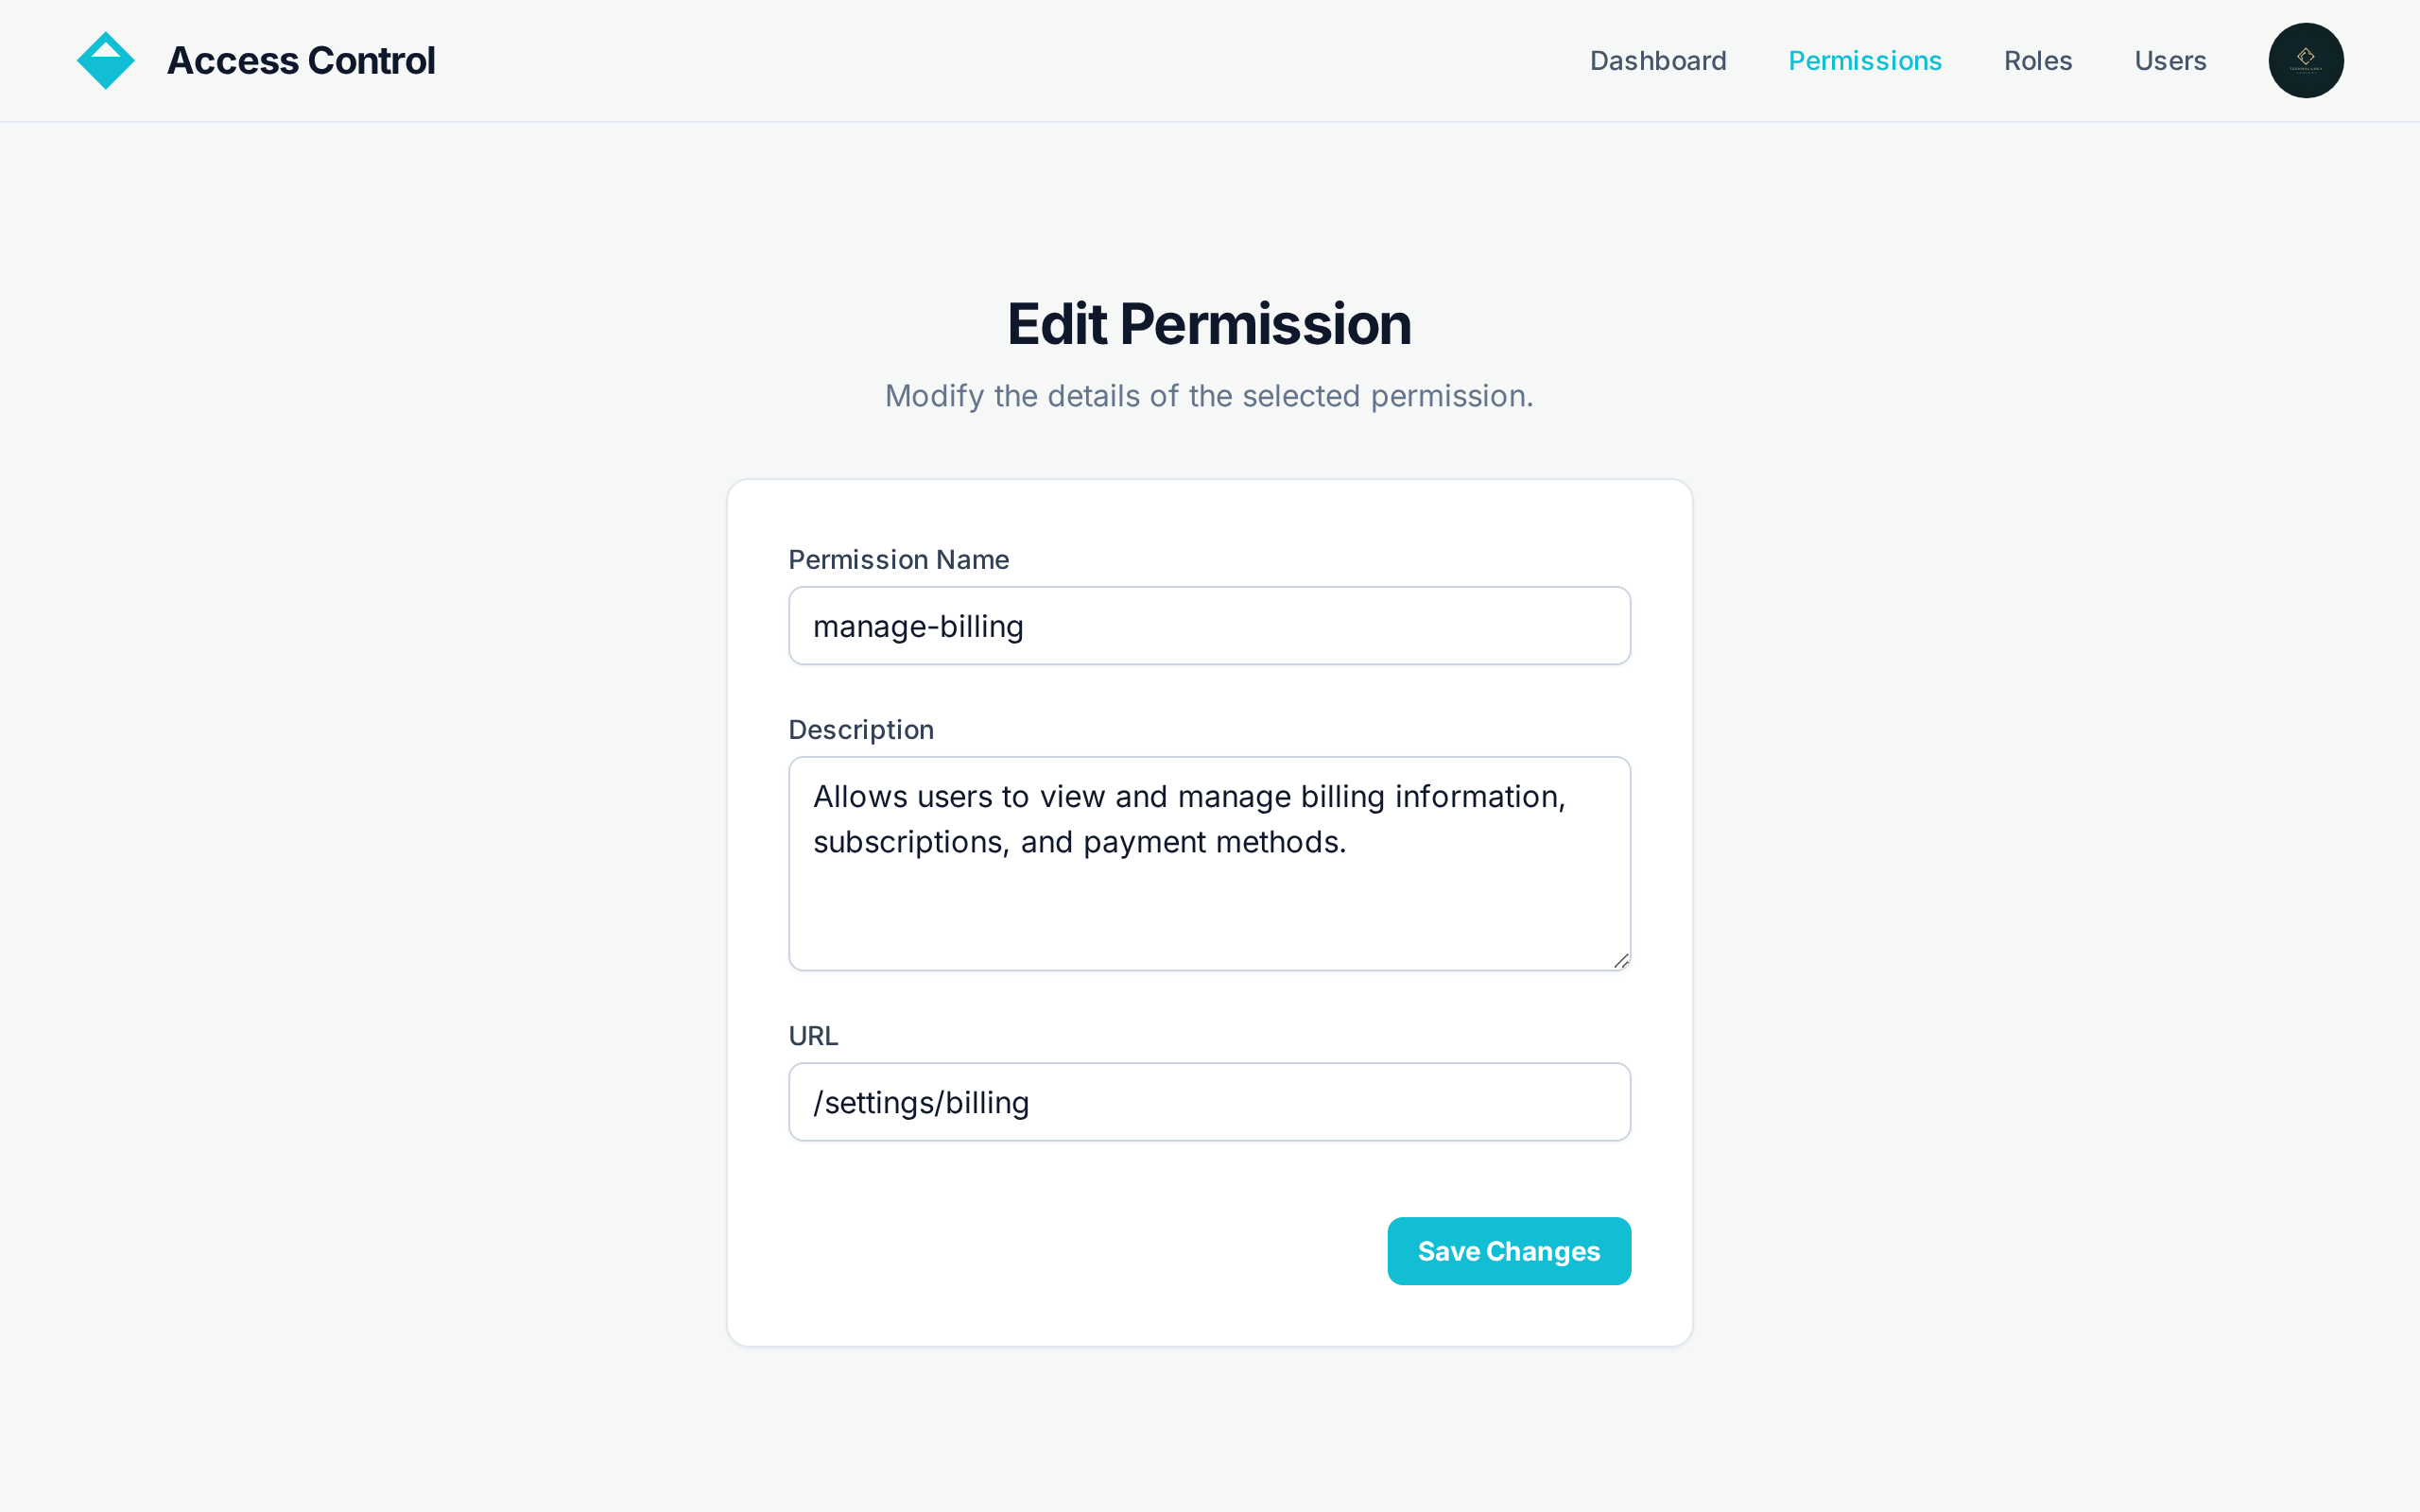 Access Control
Dashboard
Permissions
Roles
Users
Edit Permission
Modify the details of the selected permission.
Permission Name
manage-billing
Description
Allows users to view and manage billing information,
subscriptions, and payment methods.
URL
/settings/billing
Save Changes